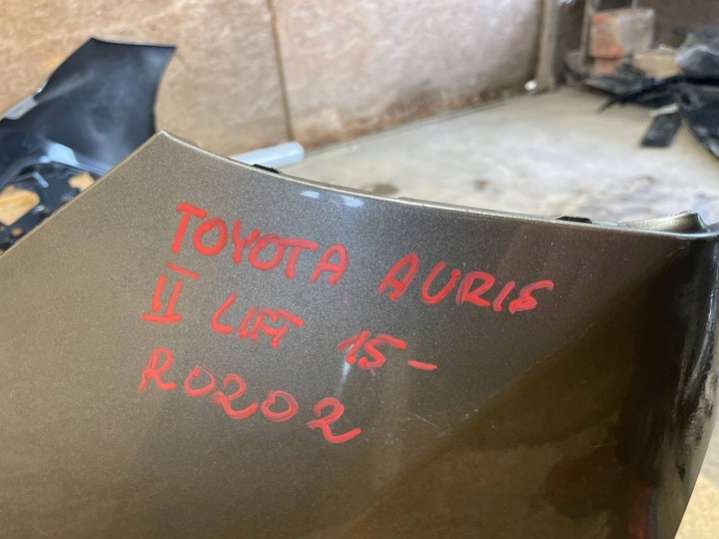 TOYOTA AURIS
II LIFT 15-
R0202